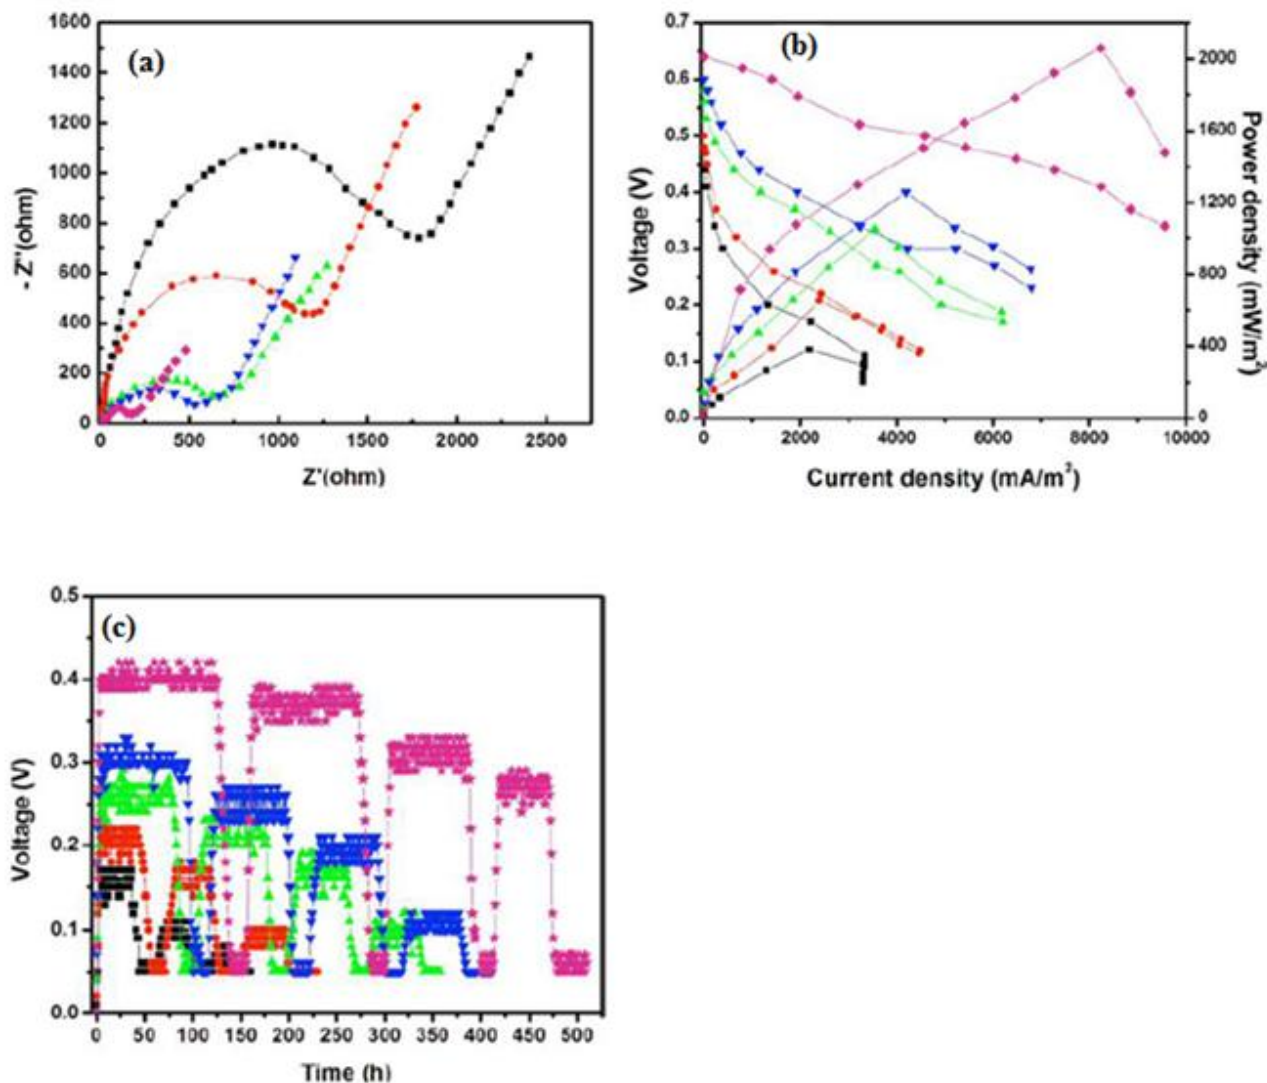 (a)
1600
1400
1200
1000
800
600
400
200
0
- Z''(ohm)
0 500 1000 1500 2000 2500
Z'(ohm)
(b)
0.7
0.6
0.5
0.4
0.3
0.2
0.1
0.0
Voltage (V)
2000
1600
1200
800
400
0
Power density (mW/m²)
0 2000 4000 6000 8000 10000
Current density (mA/m²)
(c)
0.5
0.4
0.3
0.2
0.1
0.0
Voltage (V)
0 50 100 150 200 250 300 350 400 450 500
Time (h)